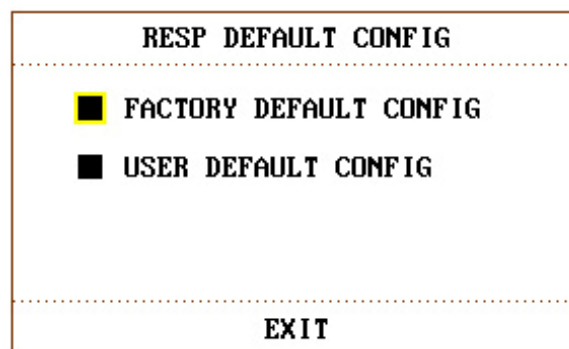 RESP DEFAULT CONFIG
FACTORY DEFAULT CONFIG
USER DEFAULT CONFIG
EXIT